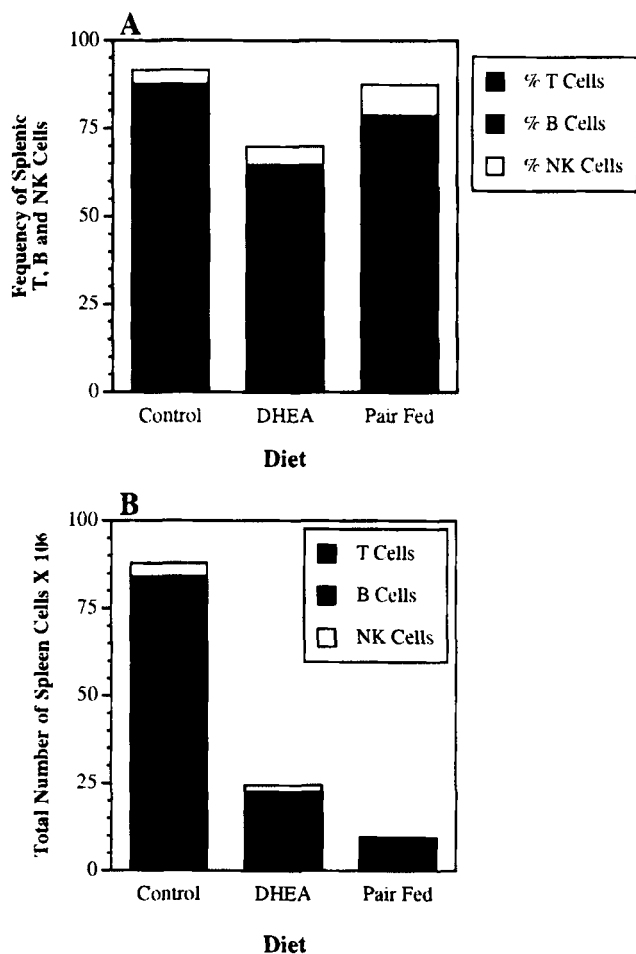 A
100
75
50
25
0
Fequency of Splenic
T, B and NK Cells
% T Cells
% B Cells
% NK Cells
Control DHEA Pair Fed
Diet
B
100
75
50
25
0
Total Number of Spleen Cells X 106
T Cells
B Cells
NK Cells
Control DHEA Pair Fed
Diet